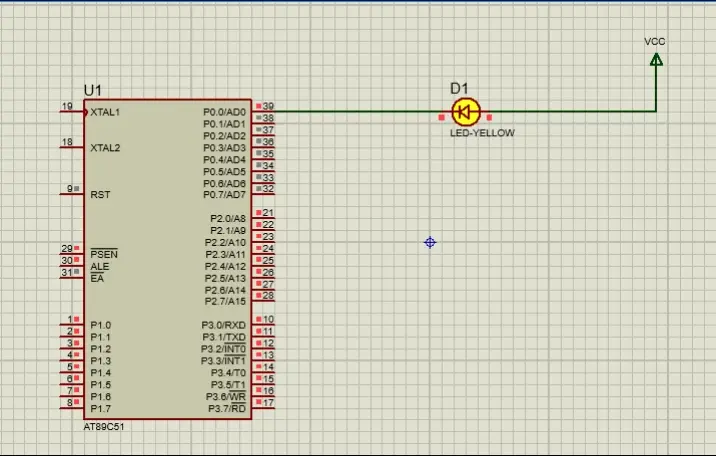 VCC
U1
D1
LED-YELLOW
19 XTAL1
18 XTAL2
9 RST
29 PSEN
30 ALE
31 EA
1 P1.0
2 P1.1
3 P1.2
4 P1.3
5 P1.4
6 P1.5
7 P1.6
8 P1.7
P0.0/AD0 39
P0.1/AD1 38
P0.2/AD2 37
P0.3/AD3 36
P0.4/AD4 35
P0.5/AD5 34
P0.6/AD6 33
P0.7/AD7 32
P2.0/A8 21
P2.1/A9 22
P2.2/A10 23
P2.3/A11 24
P2.4/A12 25
P2.5/A13 26
P2.6/A14 27
P2.7/A15 28
P3.0/RXD 10
P3.1/TXD 11
P3.2/INT0 12
P3.3/INT1 13
P3.4/T0 14
P3.5/T1 15
P3.6/WR 16
P3.7/RD 17
AT89C51